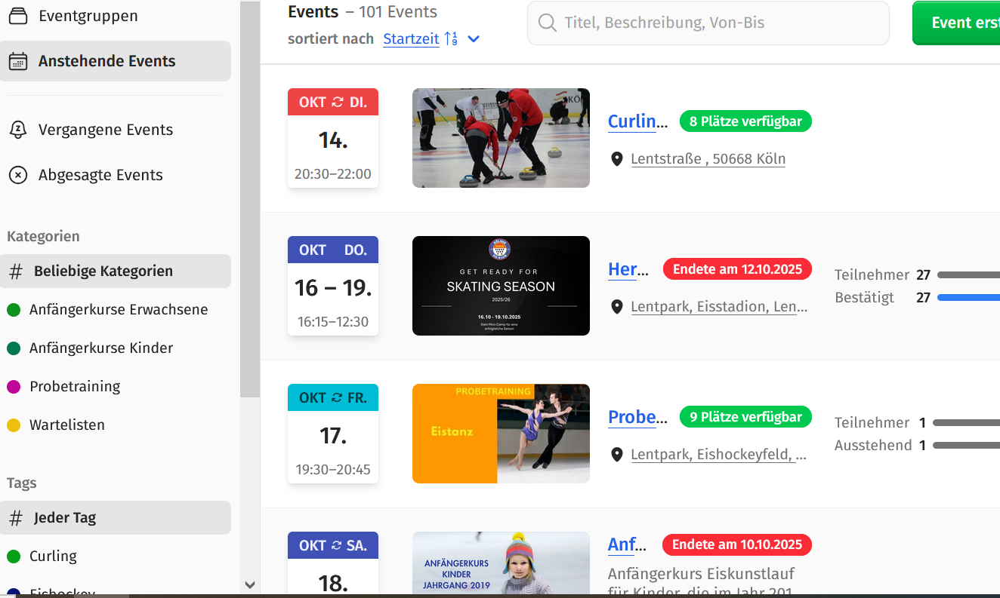 Eventgruppen
Anstehende Events
Vergangene Events
Abgesagte Events
Kategorien
# Beliebige Kategorien
Anfängerkurse Erwachsene
Anfängerkurse Kinder
Probetraining
Wartelisten
Tags
# Jeder Tag
Curling
Eishockey
Events – 101 Events
sortiert nach Startzeit
Titel, Beschreibung, Von-Bis
Event erst
OKT DI.
14.
20:30–22:00
KÖL
Curlin... 8 Plätze verfügbar
Lentstraße , 50668 Köln
OKT DO.
16 – 19.
16:15–12:30
GET READY FOR
SKATING SEASON
2025/26
16.10 - 19.10.2025
Dein Mini-Camp für eine
erfolgreiche Season
Her... Endete am 12.10.2025
Lentpark, Eisstadion, Len...
Teilnehmer 27
Bestätigt 27
OKT FR.
17.
19:30–20:45
PROBETRAINING
Eistanz
Probe... 9 Plätze verfügbar
Lentpark, Eishockeyfeld, ...
Teilnehmer 1
Ausstehend 1
OKT SA.
18.
ANFÄNGERKURS
KINDER
JAHRGANG 2019
Anf... Endete am 10.10.2025
Anfängerkurs Eiskunstlauf
für Kinder, die im Jahr 201